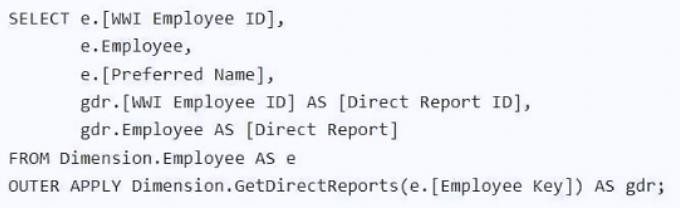 SELECT e.[WWI Employee ID],
e.Employee,
e.[Preferred Name],
gdr.[WWI Employee ID] AS [Direct Report ID],
gdr.Employee AS [Direct Report]
FROM Dimension.Employee AS e
OUTER APPLY Dimension.GetDirectReports(e.[Employee Key]) AS gdr;